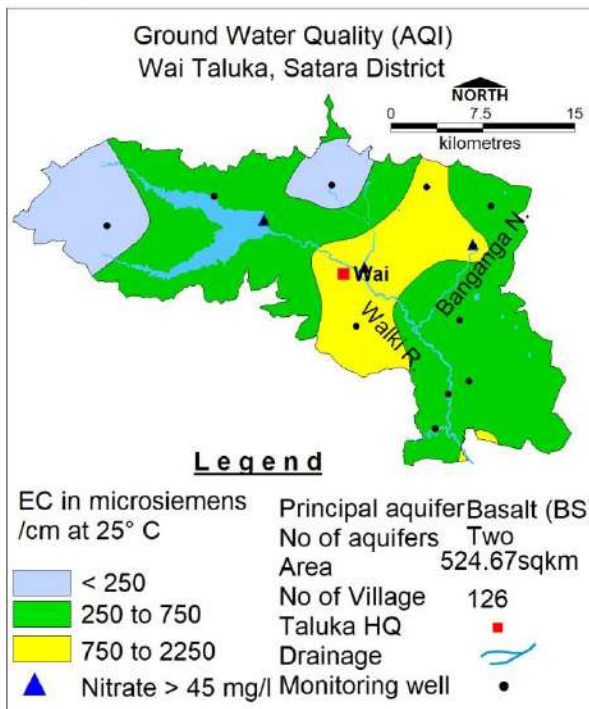 Ground Water Quality (AQI)
Wai Taluka, Satara District
NORTH
0 7.5 15
kilometres
Wai
Banganga N.
Walki R
Legend
EC in microsiemens
/cm at 25° C
< 250
250 to 750
750 to 2250
Nitrate > 45 mg/l
Principal aquifer Basalt (BS
No of aquifers Two
Area 524.67sqkm
No of Village 126
Taluka HQ
Drainage
Monitoring well